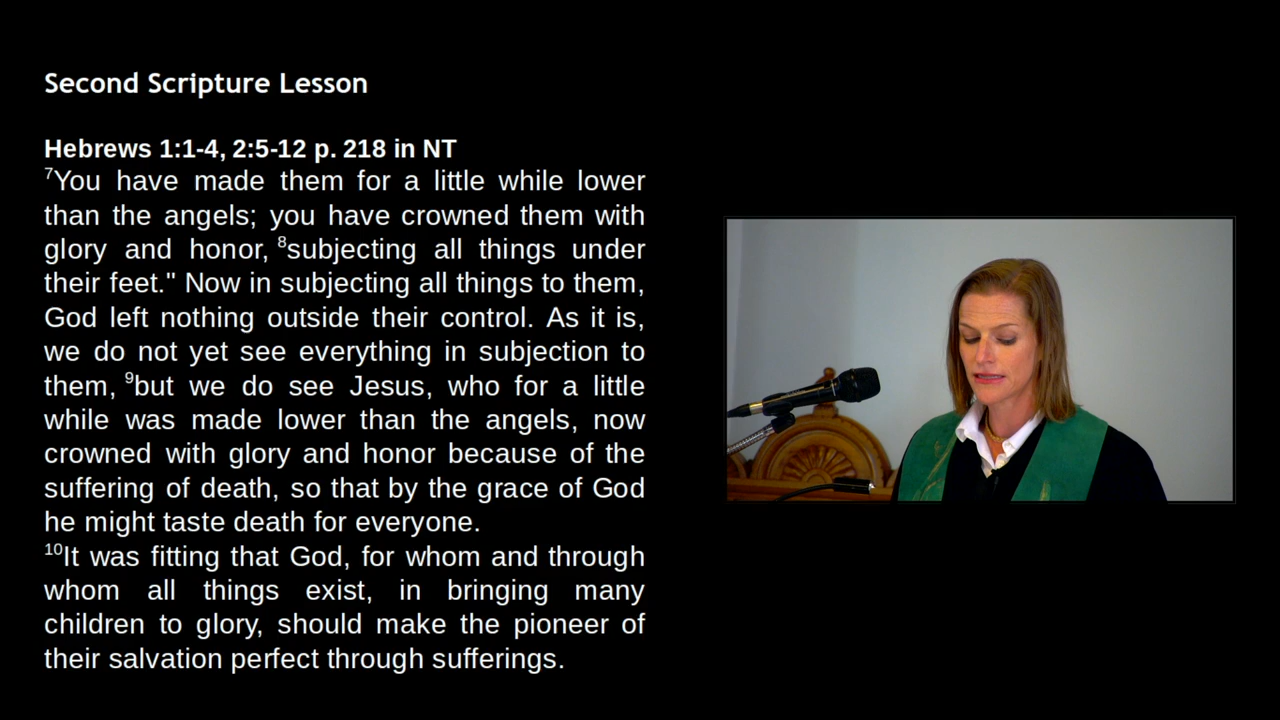 Second Scripture Lesson
Hebrews 1:1-4, 2:5-12 p. 218 in NT
⁷You have made them for a little while lower
than the angels; you have crowned them with
glory and honor, ⁸subjecting all things under
their feet." Now in subjecting all things to them,
God left nothing outside their control. As it is,
we do not yet see everything in subjection to
them, ⁹but we do see Jesus, who for a little
while was made lower than the angels, now
crowned with glory and honor because of the
suffering of death, so that by the grace of God
he might taste death for everyone.
¹⁰It was fitting that God, for whom and through
whom all things exist, in bringing many
children to glory, should make the pioneer of
their salvation perfect through sufferings.